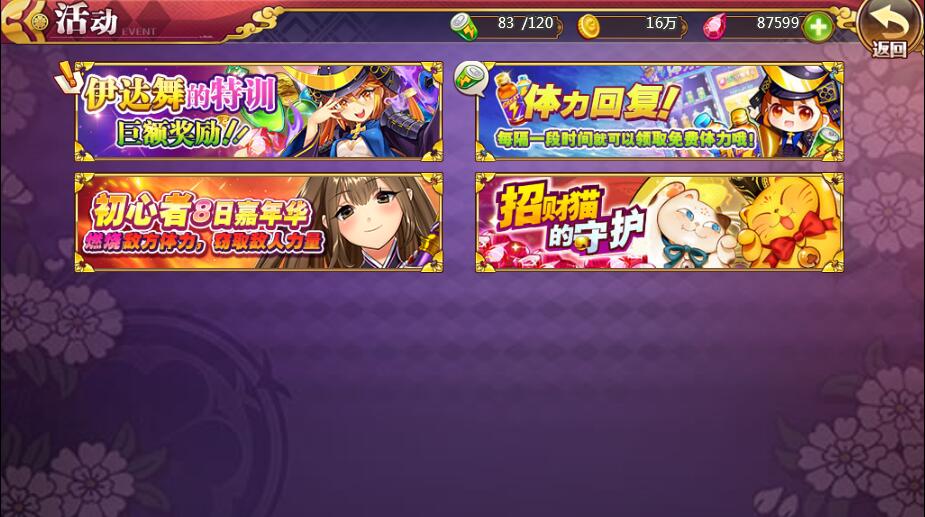 活动 EVENT
83 /120
16万
87599
返回
伊达舞的特训
巨额奖励!!
体力回复!
每隔一段时间就可以领取免费体力哦!
初心者8日嘉年华
燃烧敌方体力，窃取敌人力量
招财猫
的守护